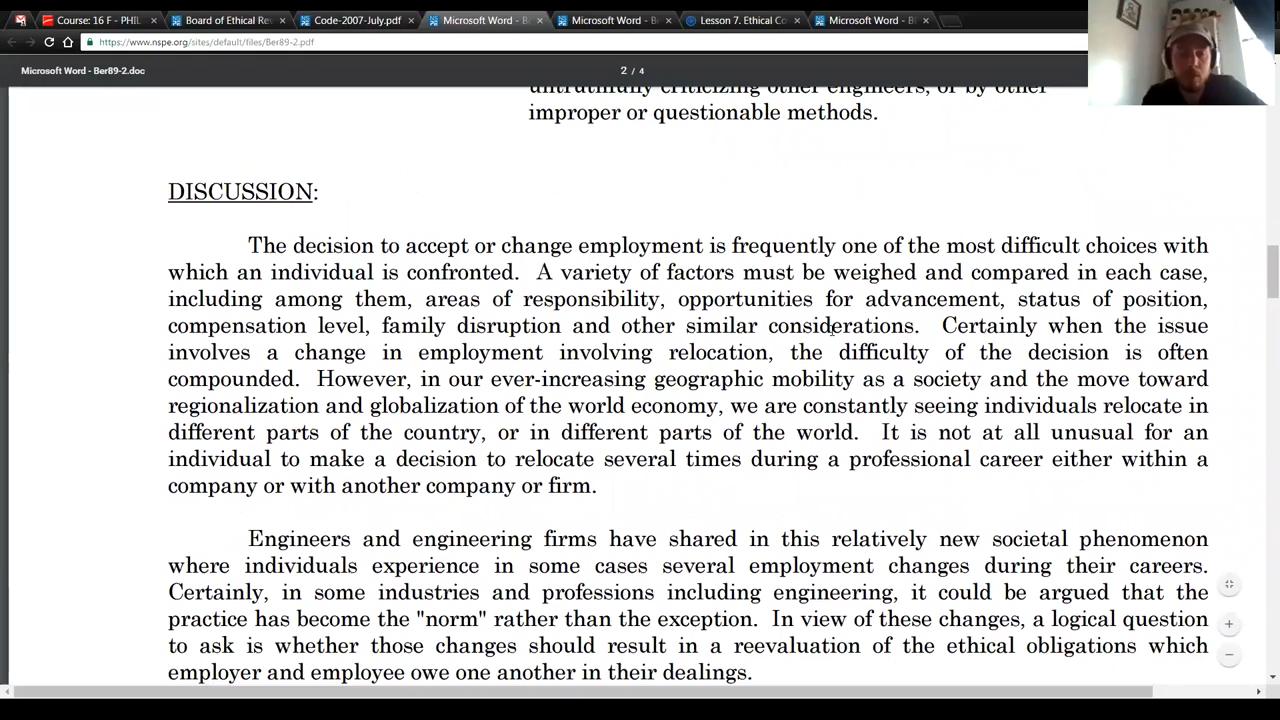 Course: 16 F - PHIL
Board of Ethical Re
Code-2007-July.pdf
Microsoft Word - B
Microsoft Word - B
Lesson 7. Ethical Co
Microsoft Word - B
https://www.nspe.org/sites/default/files/Ber89-2.pdf
Microsoft Word - Ber89-2.doc
2 / 4
untruthfully criticizing other engineers, or by other
improper or questionable methods.
DISCUSSION:
The decision to accept or change employment is frequently one of the most difficult choices with
which an individual is confronted. A variety of factors must be weighed and compared in each case,
including among them, areas of responsibility, opportunities for advancement, status of position,
compensation level, family disruption and other similar considerations. Certainly when the issue
involves a change in employment involving relocation, the difficulty of the decision is often
compounded. However, in our ever-increasing geographic mobility as a society and the move toward
regionalization and globalization of the world economy, we are constantly seeing individuals relocate in
different parts of the country, or in different parts of the world. It is not at all unusual for an
individual to make a decision to relocate several times during a professional career either within a
company or with another company or firm.
Engineers and engineering firms have shared in this relatively new societal phenomenon
where individuals experience in some cases several employment changes during their careers.
Certainly, in some industries and professions including engineering, it could be argued that the
practice has become the "norm" rather than the exception. In view of these changes, a logical question
to ask is whether those changes should result in a reevaluation of the ethical obligations which
employer and employee owe one another in their dealings.